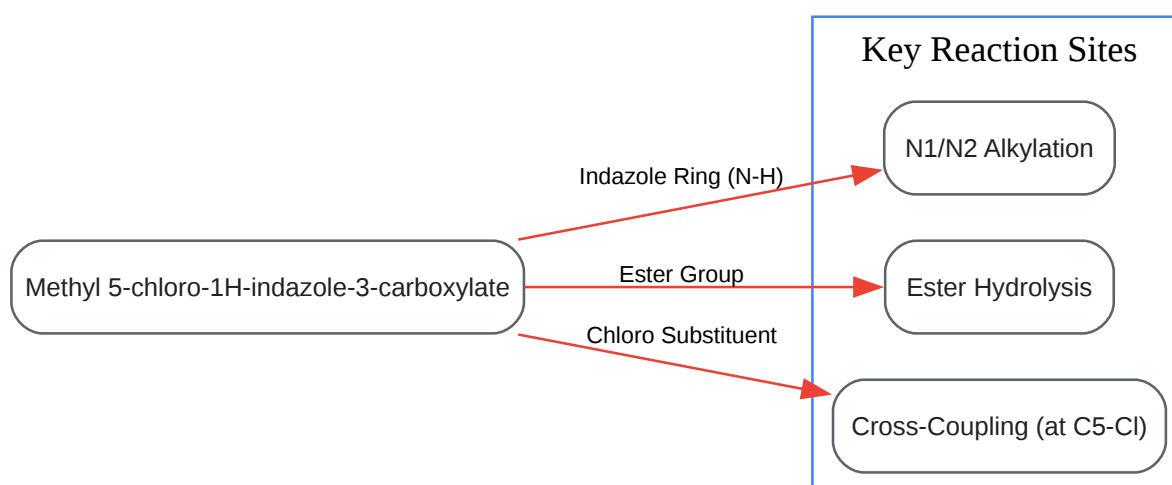 Key Reaction Sites
N1/N2 Alkylation
Indazole Ring (N-H)
Methyl 5-chloro-1H-indazole-3-carboxylate
Ester Group
Ester Hydrolysis
Chloro Substituent
Cross-Coupling (at C5-Cl)